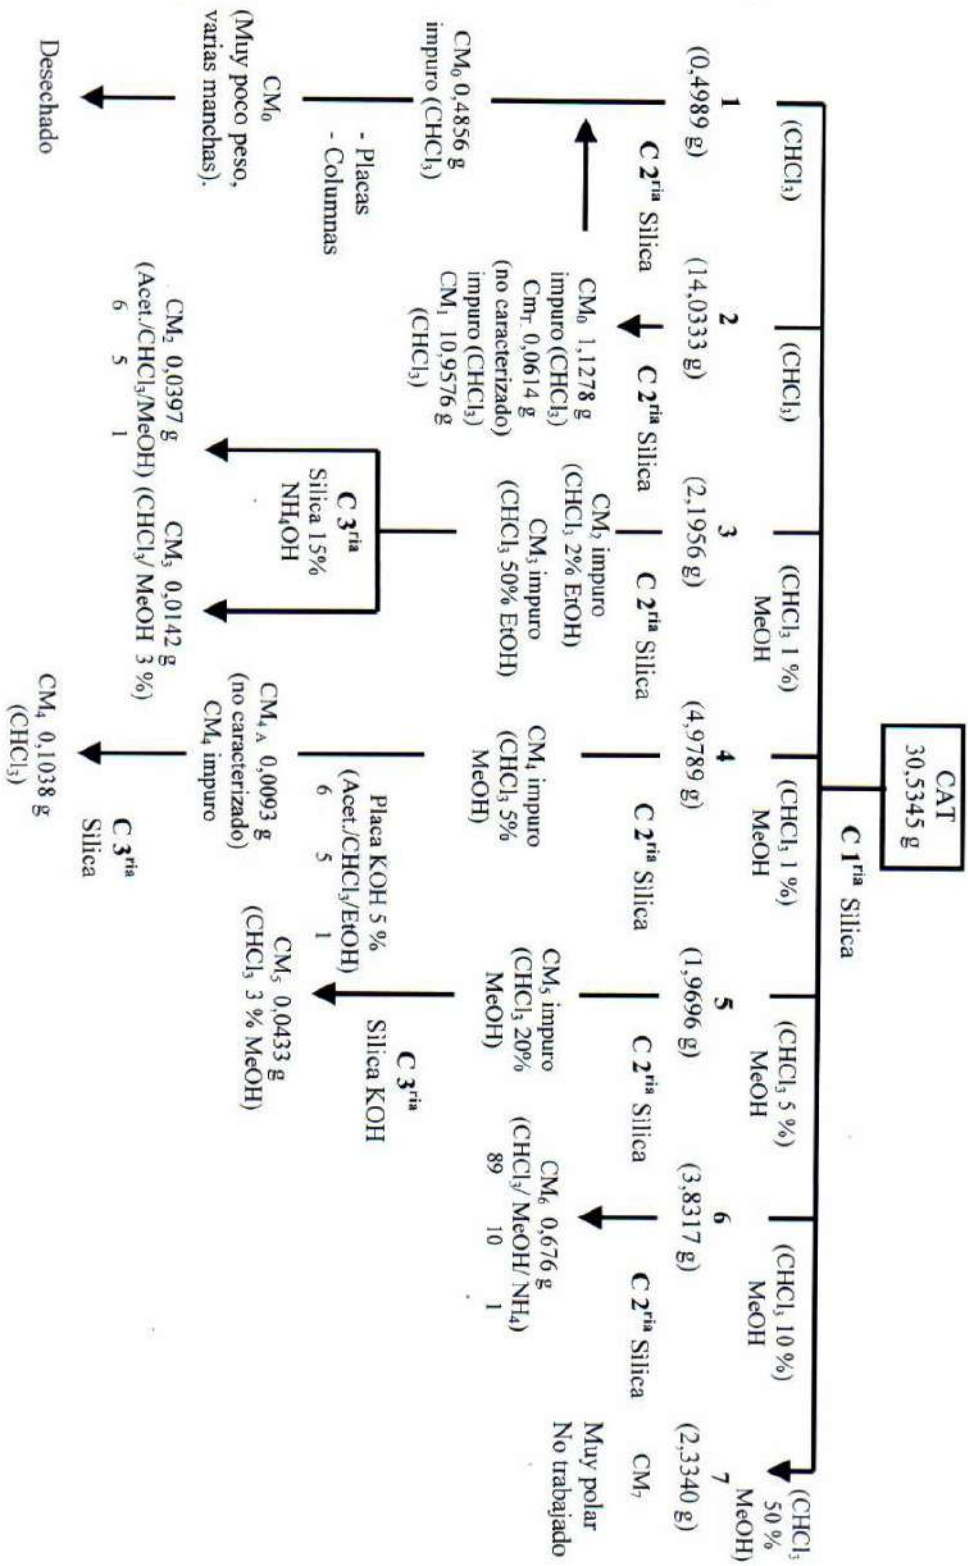 CAT
30,5345 g
C 1ria Silica
(CHCl3)
1
(0,4989 g)
C 2ria Silica
CM0 0,4856 g
impuro (CHCl3)
- Placas
- Columnas
CM0
(Muy poco peso,
varias manchas).
Desechado
(CHCl3)
2
(14,0333 g)
C 2ria Silica
CM0 1,1278 g
impuro (CHCl3)
CmT. 0,0614 g
(no caracterizado)
impuro (CHCl3)
CM1 10,9576 g
(CHCl3)
(CHCl3 1 %)
MeOH
3
(2,1956 g)
C 2ria Silica
CM2 impuro
(CHCl3 2% EtOH)
CM3 impuro
(CHCl3 50% EtOH)
C 3ria
Silica 15%
NH4OH
CM2 0,0397 g
(Acet./CHCl3/MeOH)
6 5 1
CM3 0,0142 g
(CHCl3/ MeOH 3 %)
(CHCl3 1 %)
MeOH
4
(4,9789 g)
C 2ria Silica
CM4 impuro
(CHCl3 5%
MeOH)
Placa KOH 5 %
(Acet./CHCl3/EtOH)
6 5 1
CM4 A 0,0093 g
(no caracterizado)
CM4 impuro
C 3ria
Silica
CM4 0,1038 g
(CHCl3)
(CHCl3 5 %)
MeOH
5
(1,9696 g)
C 2ria Silica
CM5 impuro
(CHCl3 20%
MeOH)
C 3ria
Silica KOH
CM5 0,0433 g
(CHCl3 3 % MeOH)
(CHCl3 10 %)
MeOH
6
(3,8317 g)
C 2ria Silica
CM6 0,676 g
(CHCl3/ MeOH/ NH4)
89 10 1
(CHCl3
50 %
MeOH)
7
(2,3340 g)
CM7
Muy polar
No trabajado